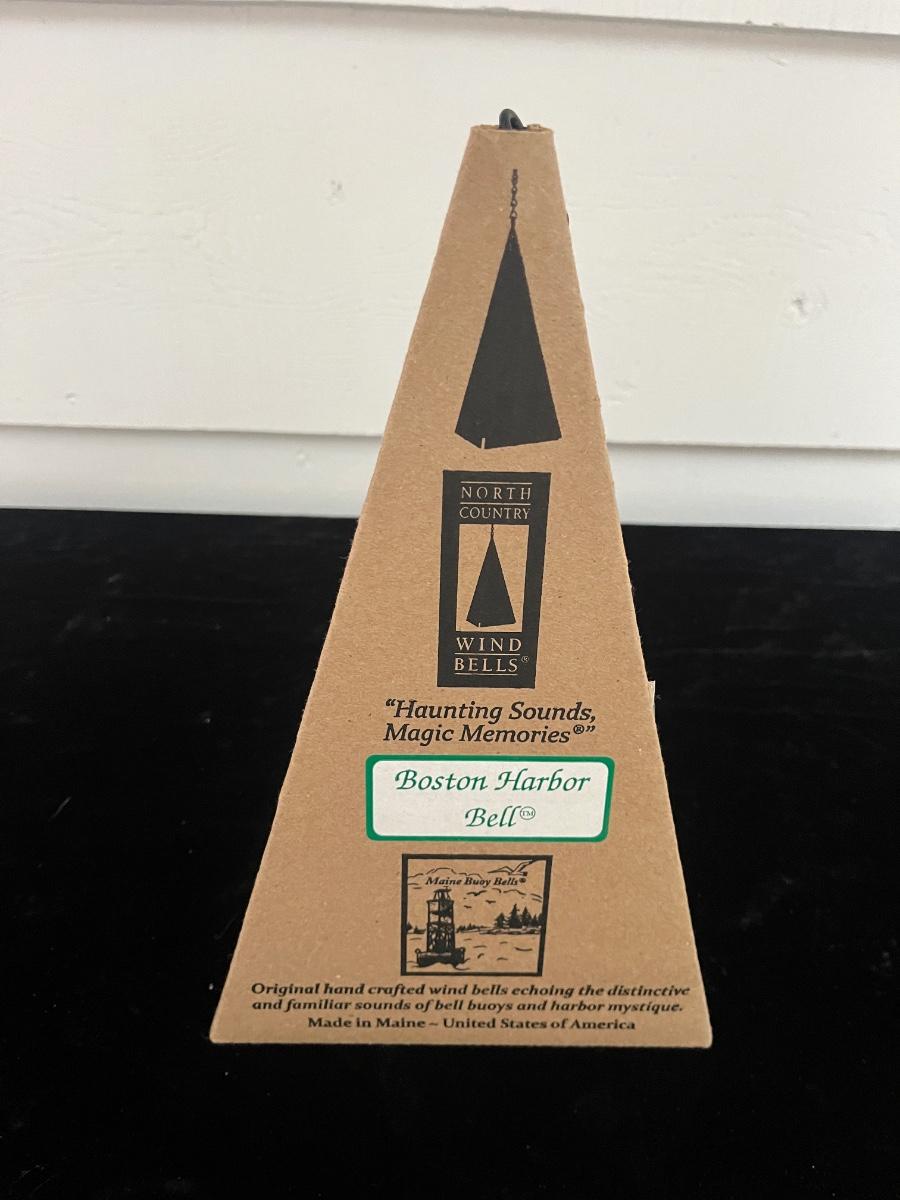 NORTH
COUNTRY
WIND
BELLS®
“Haunting Sounds,
Magic Memories®”
Boston Harbor
Bell™
Maine Buoy Bells®
Original hand crafted wind bells echoing the distinctive
and familiar sounds of bell buoys and harbor mystique.
Made in Maine ~ United States of America